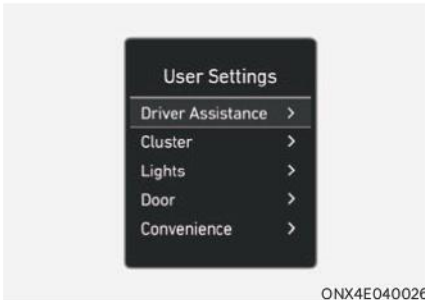 User Settings
Driver Assistance >
Cluster >
Lights >
Door >
Convenience >
ONX4E040026